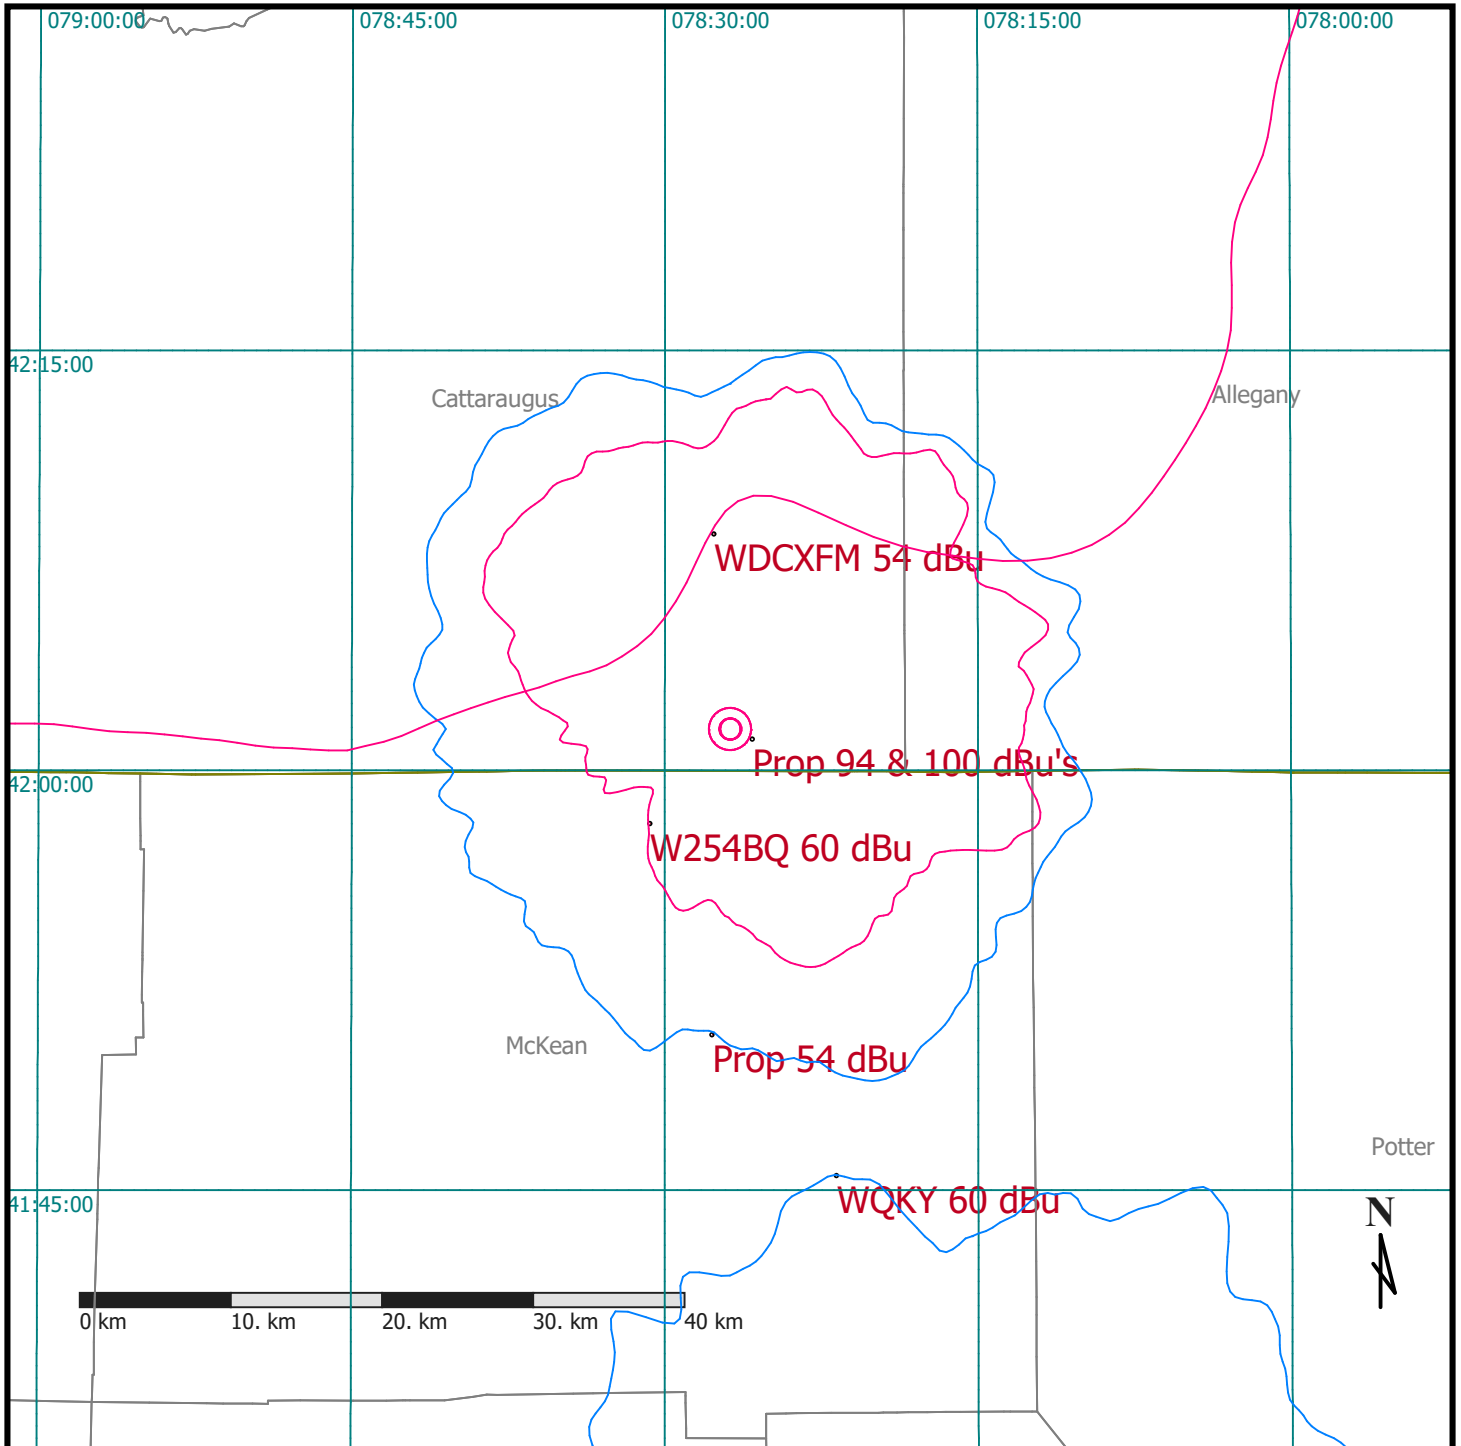 079:00:00 078:45:00 078:30:00 078:15:00 078:00:00
42:15:00
Cattaraugus Allegany
WDCXFM 54 dBu
Prop 94 & 100 dBu's
42:00:00
W254BQ 60 dBu
McKean
Prop 54 dBu
Potter
41:45:00
WQKY 60 dBu
N
0 km 10. km 20. km 30. km 40 km